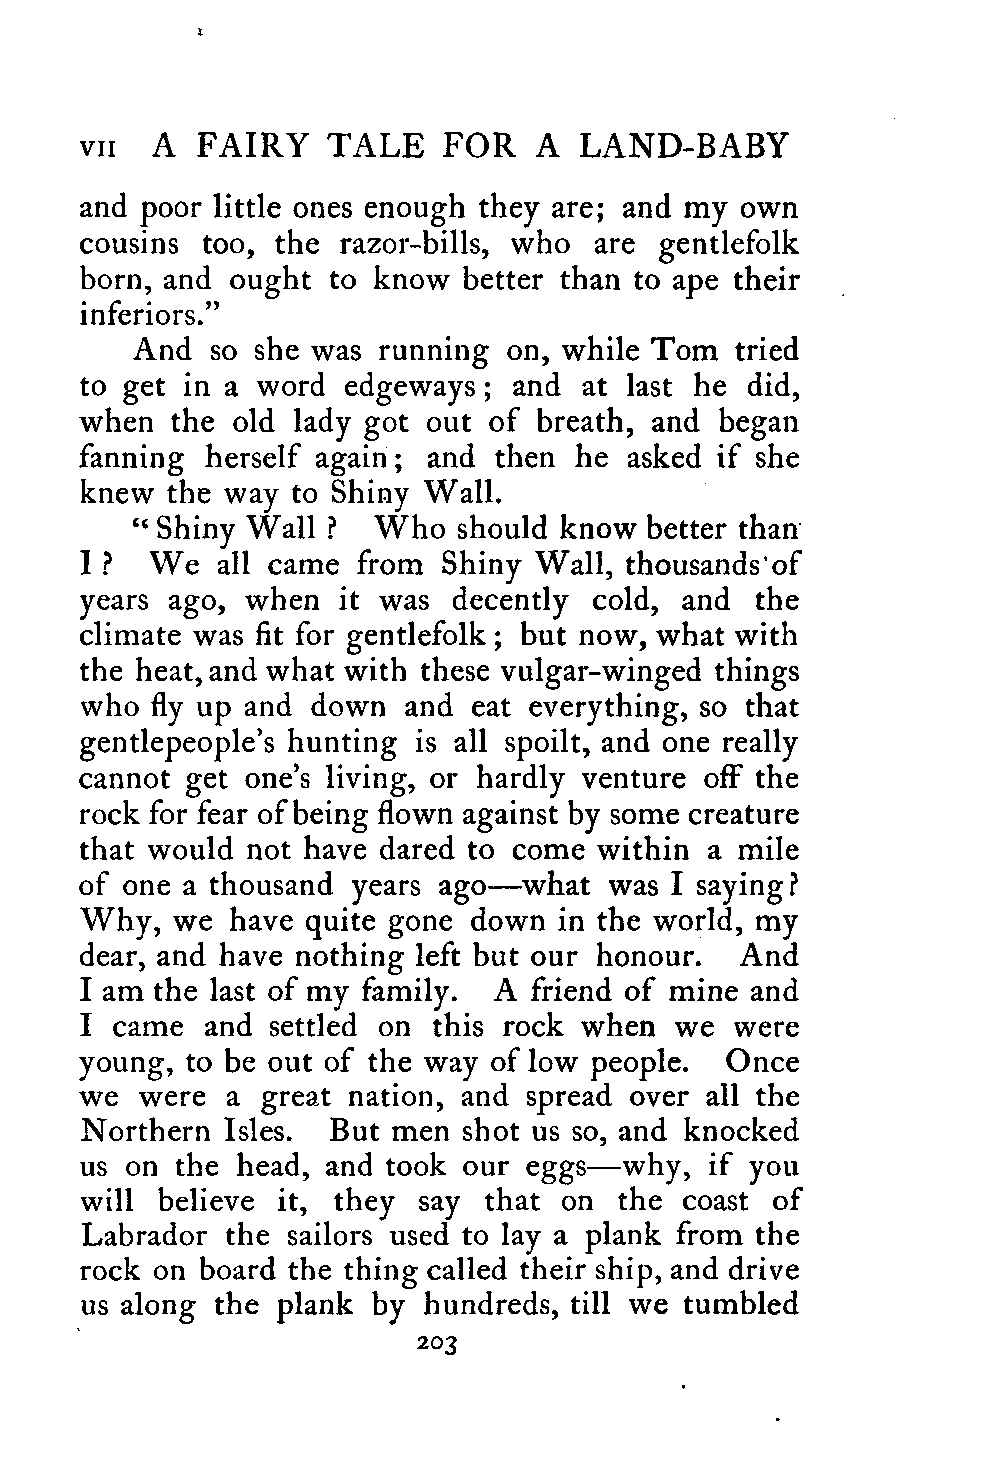 VII A FAIRY TALE FOR A LAND-BABY
and poor little ones enough they are; and my own
cousins too, the razor-bills, who are gentlefolk
born, and ought to know better than to ape their
inferiors."
And so she was running on, while Tom tried
to get in a word edgeways; and at last he did,
when the old lady got out of breath, and began
fanning herself again; and then he asked if she
knew the way to Shiny Wall.
"Shiny Wall? Who should know better than
I? We all came from Shiny Wall, thousands of
years ago, when it was decently cold, and the
climate was fit for gentlefolk; but now, what with
the heat, and what with these vulgar-winged things
who fly up and down and eat everything, so that
gentlepeople's hunting is all spoilt, and one really
cannot get one's living, or hardly venture off the
rock for fear of being flown against by some creature
that would not have dared to come within a mile
of one a thousand years ago—what was I saying?
Why, we have quite gone down in the world, my
dear, and have nothing left but our honour. And
I am the last of my family. A friend of mine and
I came and settled on this rock when we were
young, to be out of the way of low people. Once
we were a great nation, and spread over all the
Northern Isles. But men shot us so, and knocked
us on the head, and took our eggs—why, if you
will believe it, they say that on the coast of
Labrador the sailors used to lay a plank from the
rock on board the thing called their ship, and drive
us along the plank by hundreds, till we tumbled
203